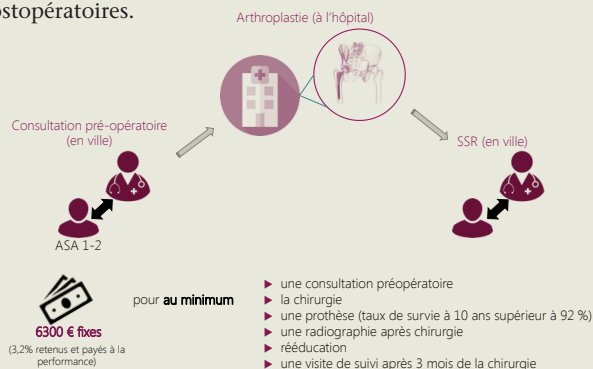 stopératoires.
Arthroplastie (à l’hôpital)
Consultation pré-opératoire
(en ville)
SSR (en ville)
ASA 1-2
pour au minimum
6300 € fixes
(3,2% retenus et payés à la
performance)
▶ une consultation préopératoire
▶ la chirurgie
▶ une prothèse (taux de survie à 10 ans supérieur à 92 %)
▶ une radiographie après chirurgie
▶ rééducation
▶ une visite de suivi après 3 mois de la chirurgie